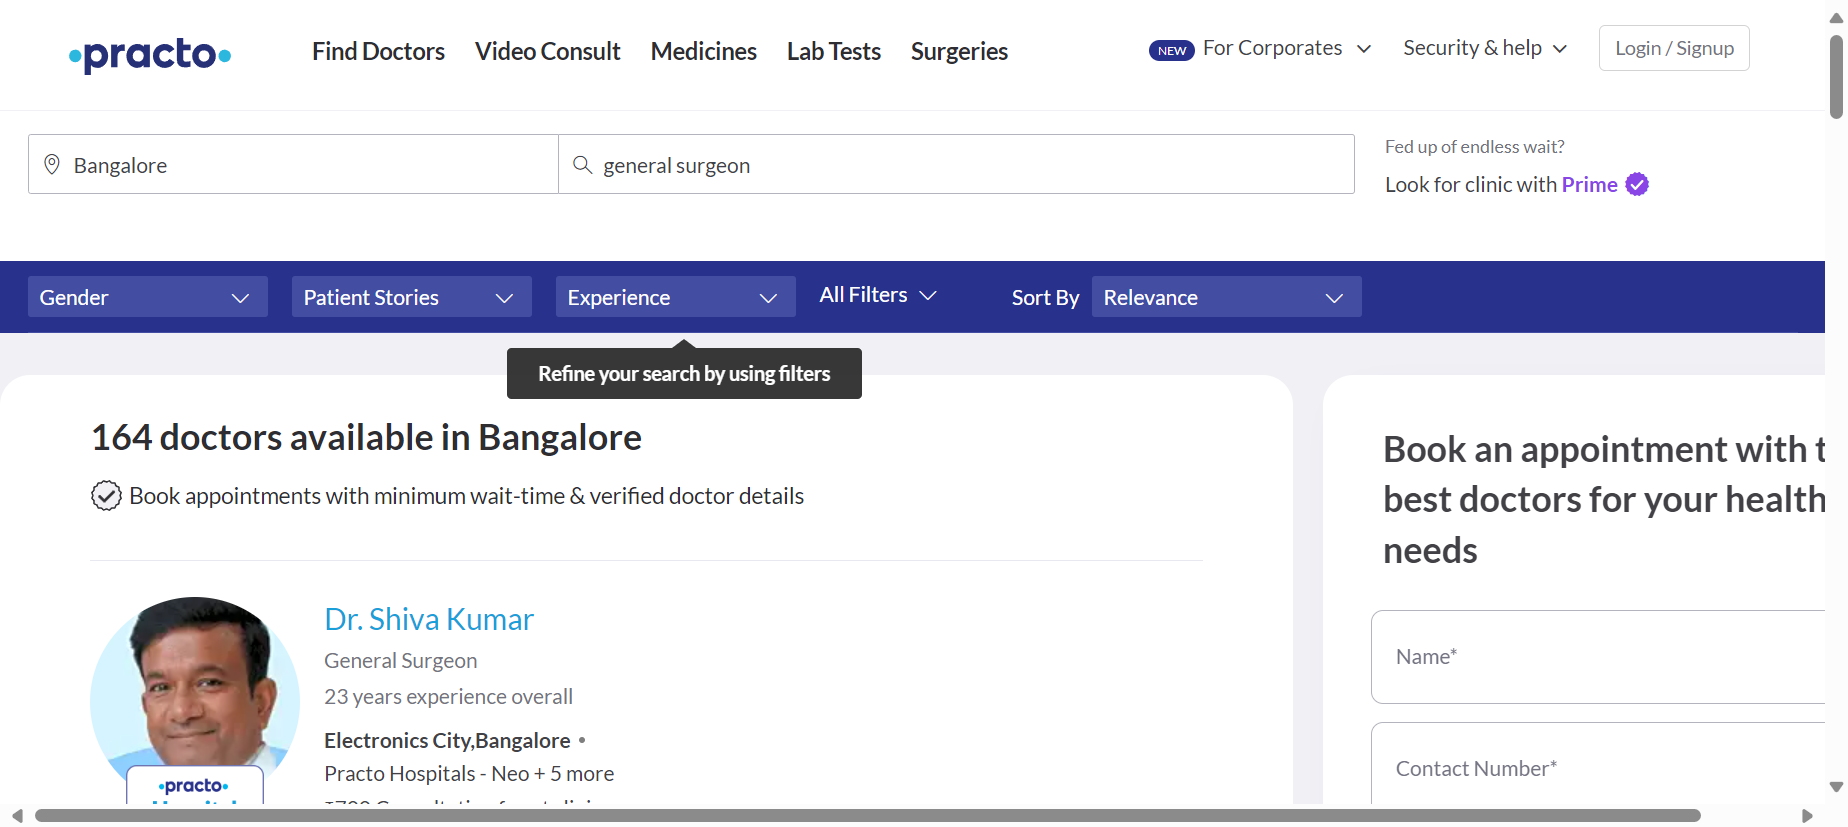 practo
Find Doctors
Video Consult
Medicines
Lab Tests
Surgeries
NEW
For Corporates
Security & help
Login / Signup
Bangalore
general surgeon
Fed up of endless wait?
Look for clinic with Prime
Gender
Patient Stories
Experience
All Filters
Sort By
Relevance
Refine your search by using filters
164 doctors available in Bangalore
Book appointments with minimum wait-time & verified doctor details
Dr. Shiva Kumar
General Surgeon
23 years experience overall
Electronics City,Bangalore •
Practo Hospitals - Neo + 5 more
practo
Book an appointment with
best doctors for your health
needs
Name*
Contact Number*